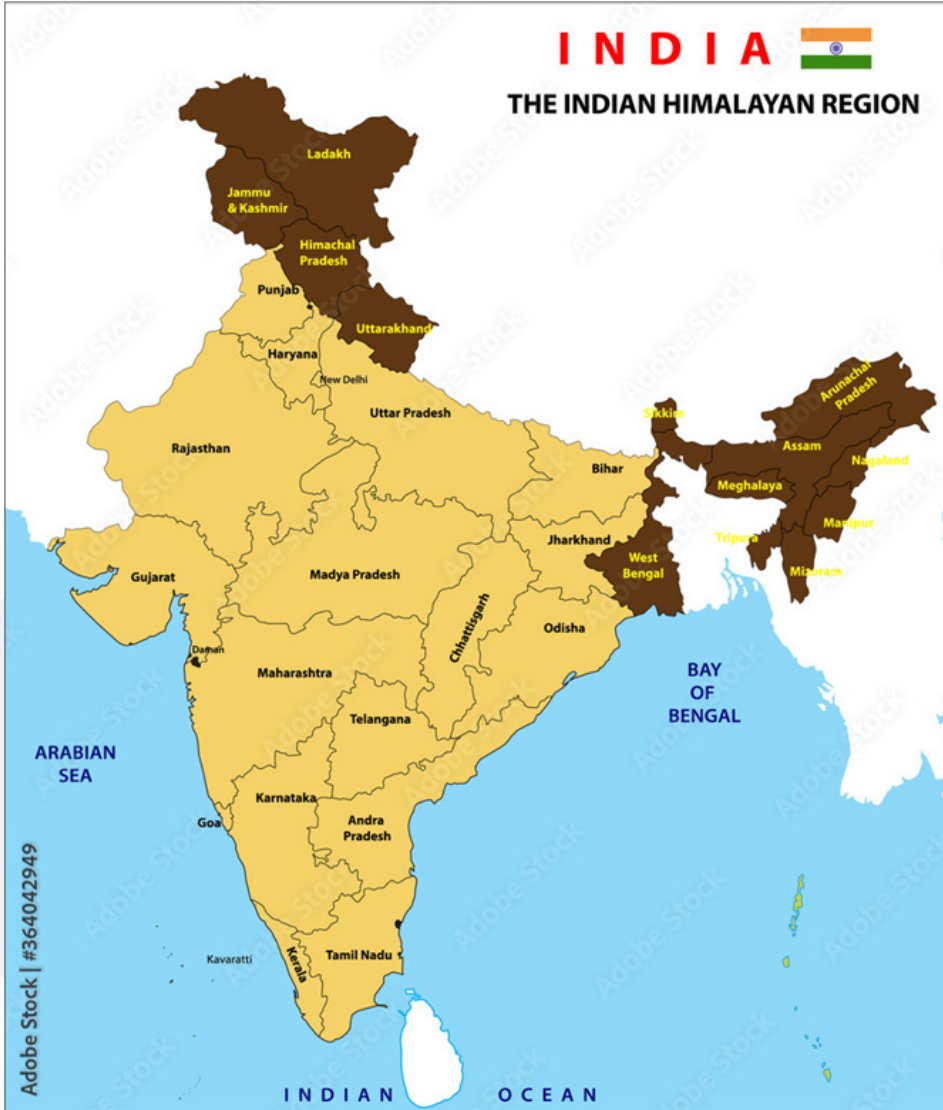 INDIA
THE INDIAN HIMALAYAN REGION
Ladakh
Jammu
& Kashmir
Himachal
Pradesh
Punjab
Uttarakhand
Haryana
New Delhi
Uttar Pradesh
Rajasthan
Sikkim
Arunachal
Pradesh
Assam
Nagaland
Bihar
Meghalaya
Manipur
Jharkhand
Tripura
West
Bengal
Mizoram
Gujarat
Madya Pradesh
Chhattisgarh
Odisha
Daman
Maharashtra
BAY
OF
BENGAL
Telangana
ARABIAN
SEA
Karnataka
Goa
Andra
Pradesh
Kavaratti
Kerala
Tamil Nadu
INDIAN OCEAN
Adobe Stock | #364042949
Adobe Stock